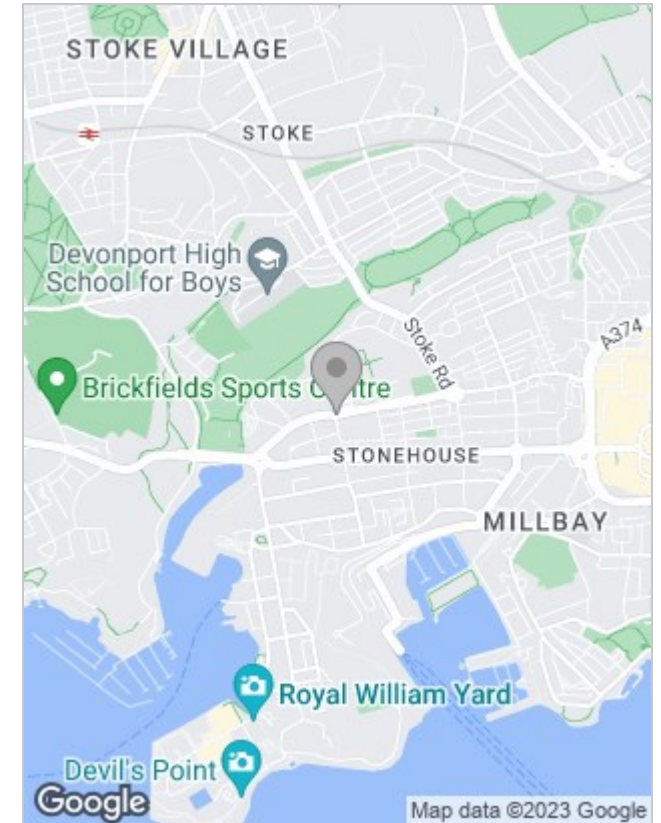 STOKE VILLAGE
STOKE
Devonport High
School for Boys
Stoke Rd
A374
Brickfields Sports Centre
STONEHOUSE
MILLBAY
Royal William Yard
Devil's Point
Google
Map data ©2023 Google